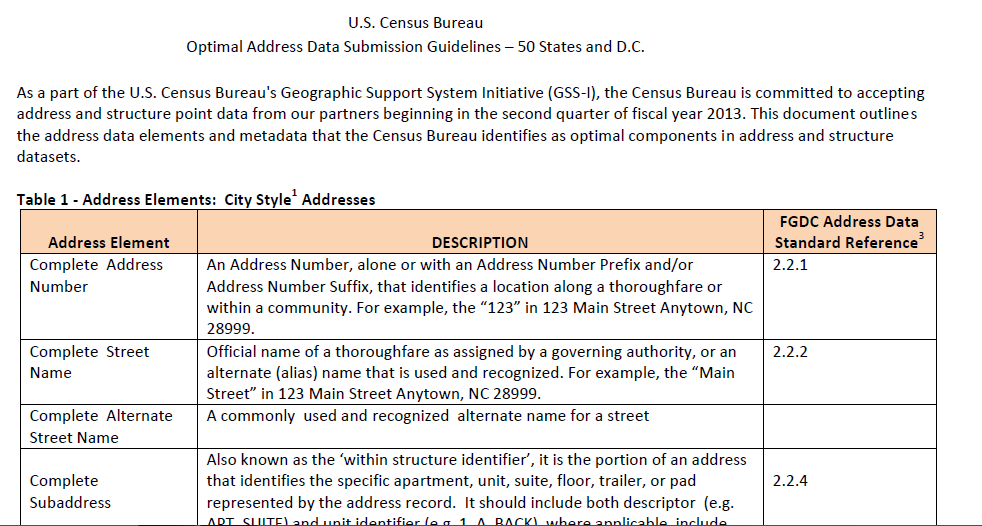 U.S. Census Bureau
Optimal Address Data Submission Guidelines – 50 States and D.C.
As a part of the U.S. Census Bureau's Geographic Support System Initiative (GSS-I), the Census Bureau is committed to accepting
address and structure point data from our partners beginning in the second quarter of fiscal year 2013. This document outlines
the address data elements and metadata that the Census Bureau identifies as optimal components in address and structure
datasets.
Table 1 - Address Elements: City Style1 Addresses
Address Element
DESCRIPTION
FGDC Address Data
Standard Reference3
Complete Address
Number
An Address Number, alone or with an Address Number Prefix and/or
Address Number Suffix, that identifies a location along a thoroughfare or
within a community. For example, the “123” in 123 Main Street Anytown, NC
28999.
2.2.1
Complete Street
Name
Official name of a thoroughfare as assigned by a governing authority, or an
alternate (alias) name that is used and recognized. For example, the “Main
Street” in 123 Main Street Anytown, NC 28999.
2.2.2
Complete Alternate
Street Name
A commonly used and recognized alternate name for a street
Complete
Subaddress
Also known as the ‘within structure identifier’, it is the portion of an address
that identifies the specific apartment, unit, suite, floor, trailer, or pad
represented by the address record. It should include both descriptor (e.g.
APT, SUITE) and unit identifier (e.g. 1, A, BACK), where applicable, include
2.2.4